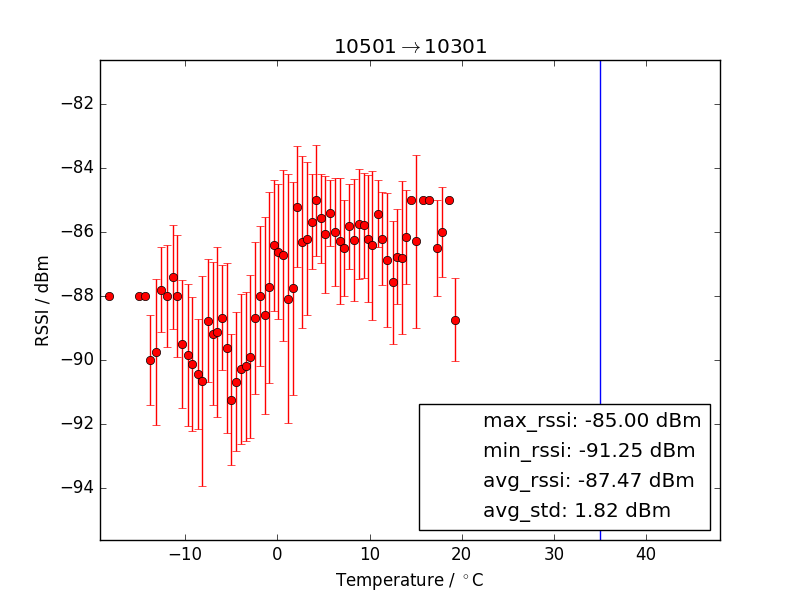 10501→10301
RSSI / dBm
−82
−84
−86
−88
−90
−92
−94
max_rssi: -85.00 dBm
min_rssi: -91.25 dBm
avg_rssi: -87.47 dBm
avg_std: 1.82 dBm
−10 0 10 20 30 40
Temperature / °C